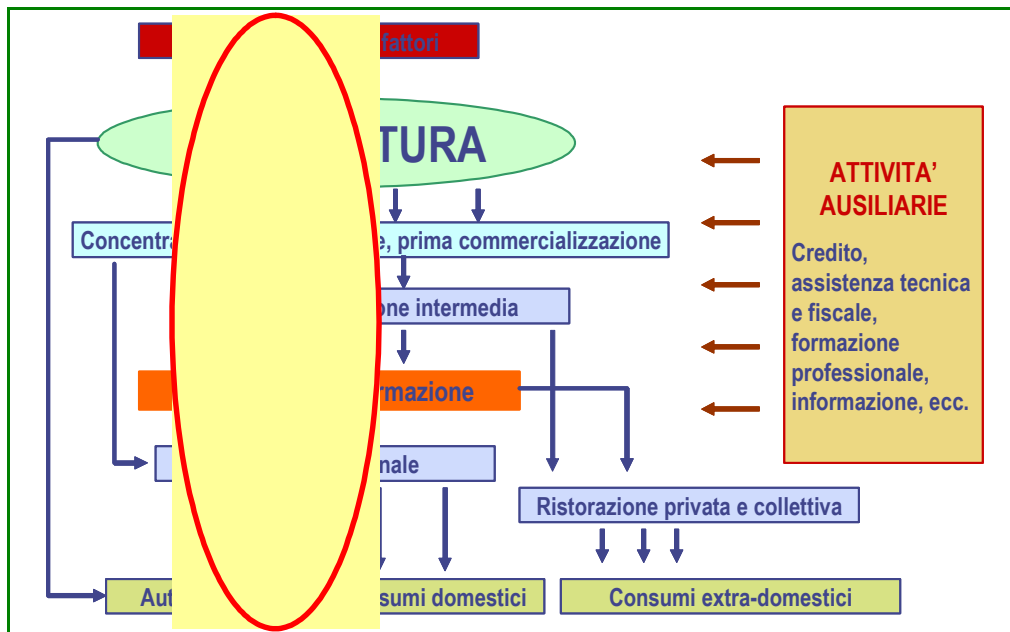 fattori
TURA
Concentra e, prima commercializzazione
one intermedia
rmazione
nale
Ristorazione privata e collettiva
Aut sumi domestici
Consumi extra-domestici
ATTIVITA’
AUSILIARIE
Credito,
assistenza tecnica
e fiscale,
formazione
professionale,
informazione, ecc.